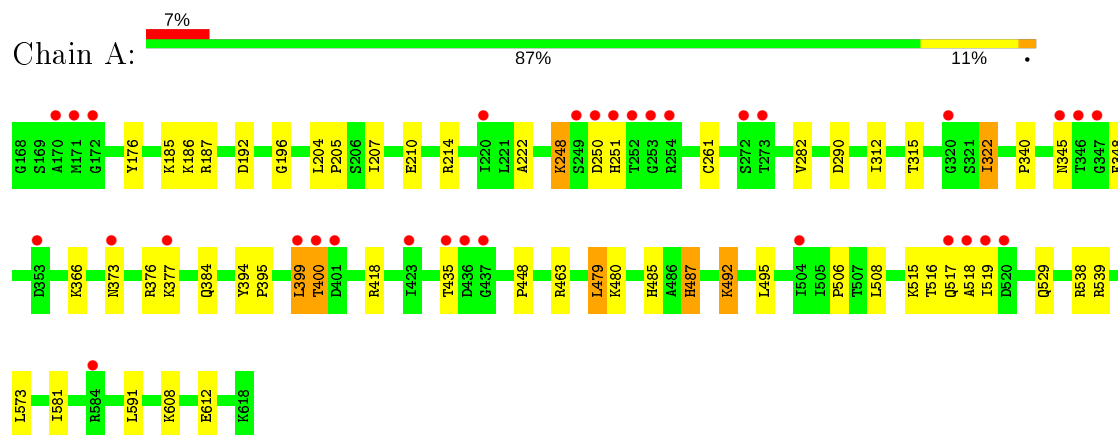 7%
Chain A:
87% 11% •
G168 S169 A170 M171 G172 Y176 K185 K186 R187 D192 G196 L204 P205 S206 I207 E210 R214 I220 L221 A222 K248 S249 D250 H251 T252 G253 R254 C261 S272 T273 V282 D290 I312 T315 G320 S321 I322 P340 N345 T346 G347 E348
D353 K366 N373 R376 K377 Q384 Y394 P395 L399 T400 D401 R418 I423 T435 D436 G437 P448 R463 L479 K480 H485 A486 H487 K492 L495 I504 I505 P506 T507 L508 K515 T516 Q517 A518 I519 D520 Q529 R538 R539
L573 I581 R584 L591 K608 E612 K618